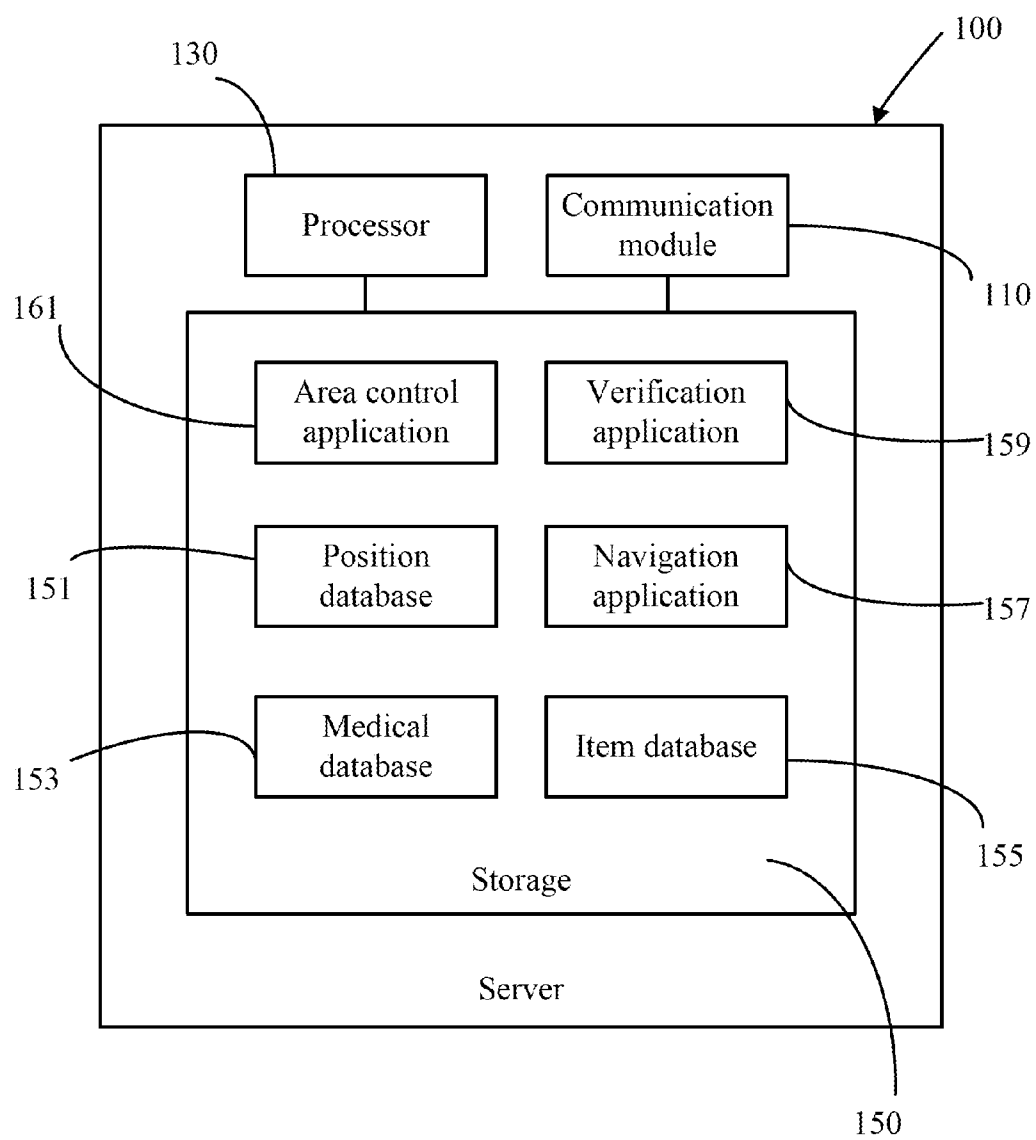 100
130
Processor
Communication
module
110
161
Area control
application
Verification
application
159
151
Position
database
Navigation
application
157
153
Medical
database
Item database
155
Storage
Server
150